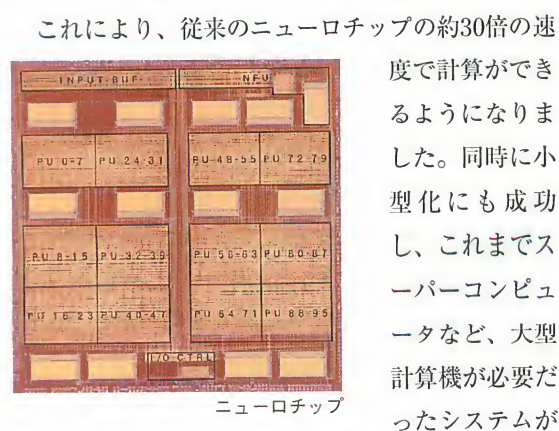 これにより、従来のニューロチップの約30倍の速
度で計算ができ
るようになりま
した。同時に小
型化にも成功
し、これまでス
ーパーコンピュ
ータなど、大型
計算機が必要だ
ったシステムが
INPUT-BUF
NFU
PU 0-7 PU 24-31 PU-48-55 PU 72-79
PU 8-15 PU-32-39 PU 56-63 PU 80-87
PU 16-23 PU 40-47 PU 64-71 PU 88-95
I/O CTRL
ニューロチップ